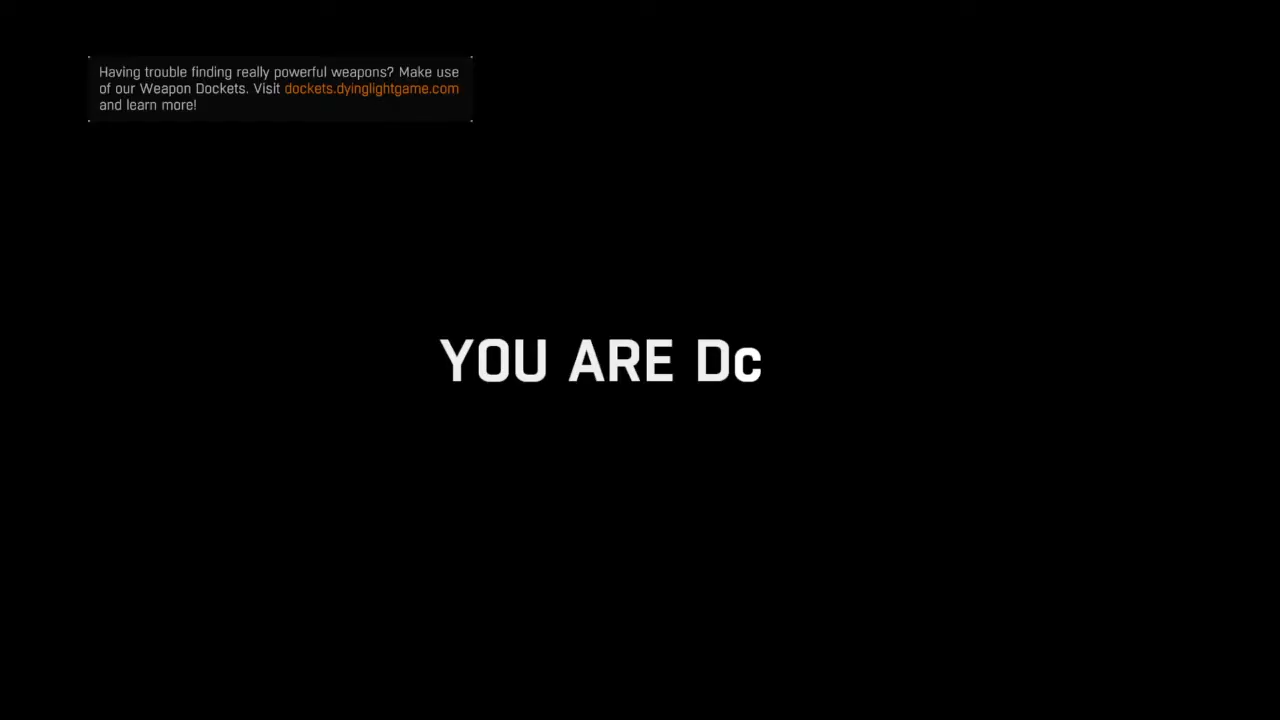 Having trouble finding really powerful weapons? Make use
of our Weapon Dockets. Visit dockets.dyinglightgame.com
and learn more!
YOU ARE Dc